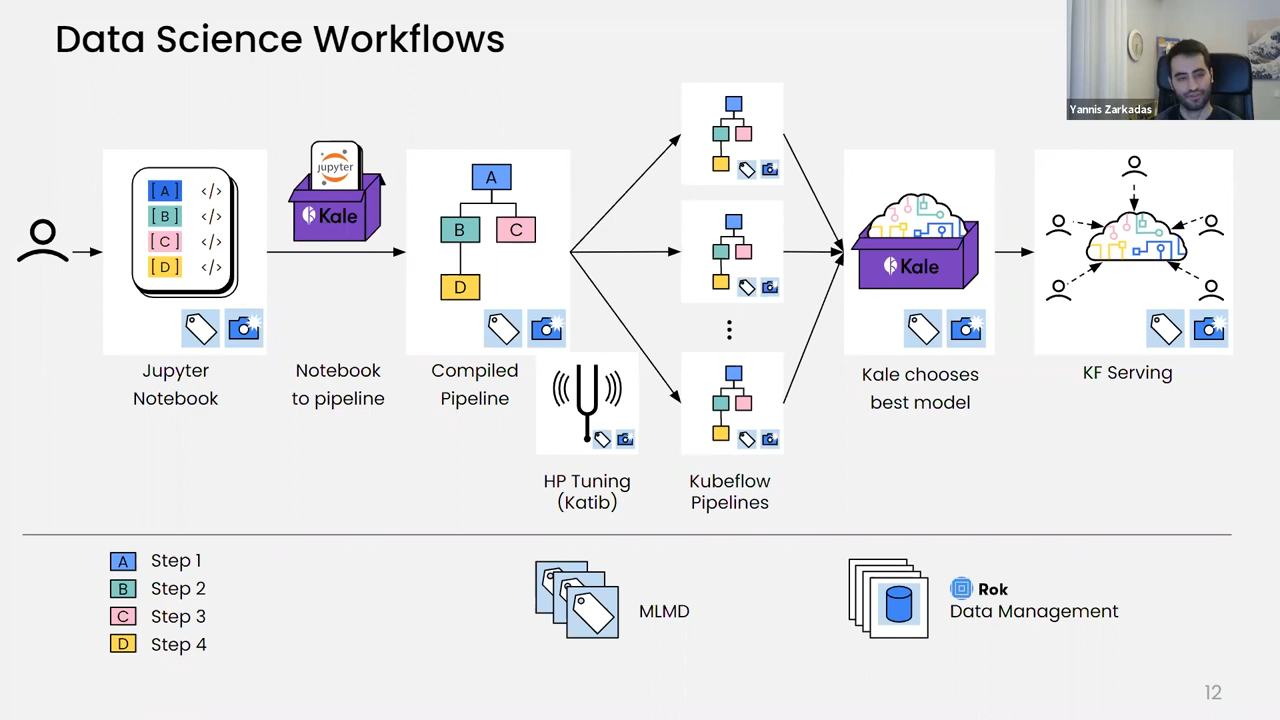 Data Science Workflows
Yannis Zarkadas
[ A ] </>
[ B ] </>
[ C ] </>
[ D ] </>
jupyter
Kale
A
B
C
D
Kale
Jupyter
Notebook
Notebook
to pipeline
Compiled
Pipeline
HP Tuning
(Katib)
Kubeflow
Pipelines
Kale chooses
best model
KF Serving
A Step 1
B Step 2
C Step 3
D Step 4
MLMD
Rok
Data Management
12